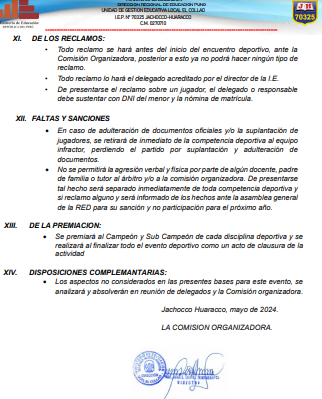 DIRECCION REGIONAL DE EDUCACION PUNO
UNIDAD DE GESTION EDUCATIVA LOCAL EL COLLAO
I.E.P. N° 70325 JACHOCCO-HUARACCO
C.M. 0270710
70325
XI. DE LOS RECLAMOS:
• Todo reclamo se hará antes del inicio del encuentro deportivo, ante la
Comisión Organizadora, posterior a esto ya no podrá hacer ningún tipo de
reclamo.
• Todo reclamo lo hará el delegado acreditado por el director de la I.E.
• De presentarse el reclamo sobre un jugador, el delegado o responsable
debe sustentar con DNI del menor y la nómina de matrícula.
XII. FALTAS Y SANCIONES
• En caso de adulteración de documentos oficiales y/o la suplantación de
jugadores, se retirará de inmediato de la competencia deportiva al equipo
infractor, perdiendo el partido por suplantación y adulteración de
documentos.
• No se permitirá la agresión verbal y física por parte de algún docente, padre
de familia o tutor al árbitro y/o a la comisión organizadora. De presentarse
tal hecho será separado inmediatamente de toda competencia deportiva y
si reclamo alguno y será informado de los hechos ante la asamblea general
de la RED para su sanción y no participación para el próximo año.
XIII. DE LA PREMIACION:
• Se premiará al Campeón y Sub Campeón de cada disciplina deportiva y se
realizará al finalizar todo el evento deportivo como un acto de clausura de la
actividad
XIV. DISPOSICIONES COMPLEMENTARIAS:
• Los aspectos no considerados en las presentes bases para este evento, se
analizará y absolverán en reunión de delegados y la Comisión organizadora.
Jachocco Huaracco, mayo de 2024.
LA COMISION ORGANIZADORA.